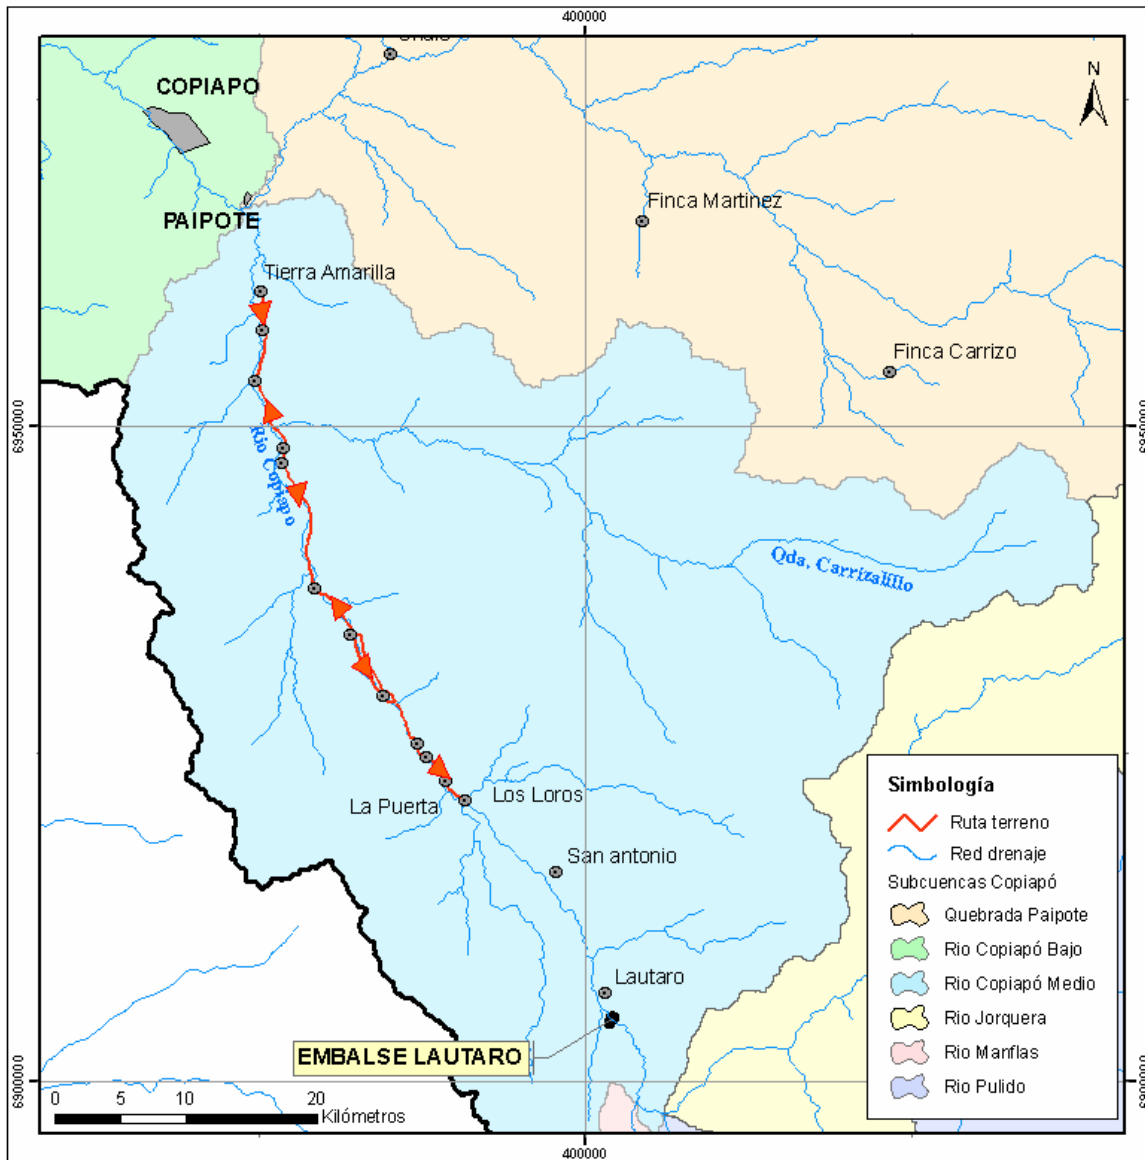 400000
N
COPIAPO
PAIPOTE
Finca Martinez
Tierra Amarilla
Finca Carrizo
6950000
6950000
Rio Copiapo
Qda. Carrizalillo
La Puerta
Los Loros
San antonio
Lautaro
EMBALSE LAUTARO
6900000
6900000
0 5 10 20
Kilómetros
400000
Simbología
Ruta terreno
Red drenaje
Subcuencas Copiapó
Quebrada Paipote
Rio Copiapó Bajo
Rio Copiapó Medio
Rio Jorquera
Rio Manflas
Rio Pulido